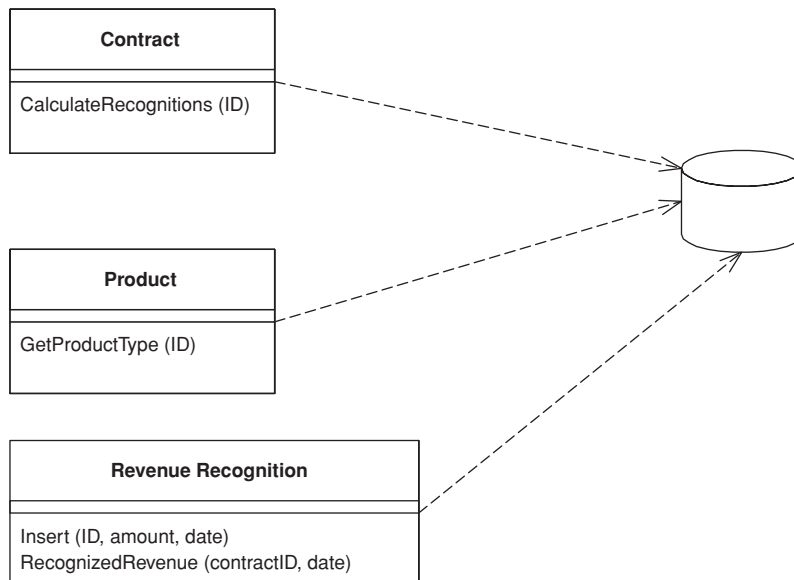 Contract
CalculateRecognitions (ID)
Product
GetProductType (ID)
Revenue Recognition
Insert (ID, amount, date)
RecognizedRevenue (contractID, date)